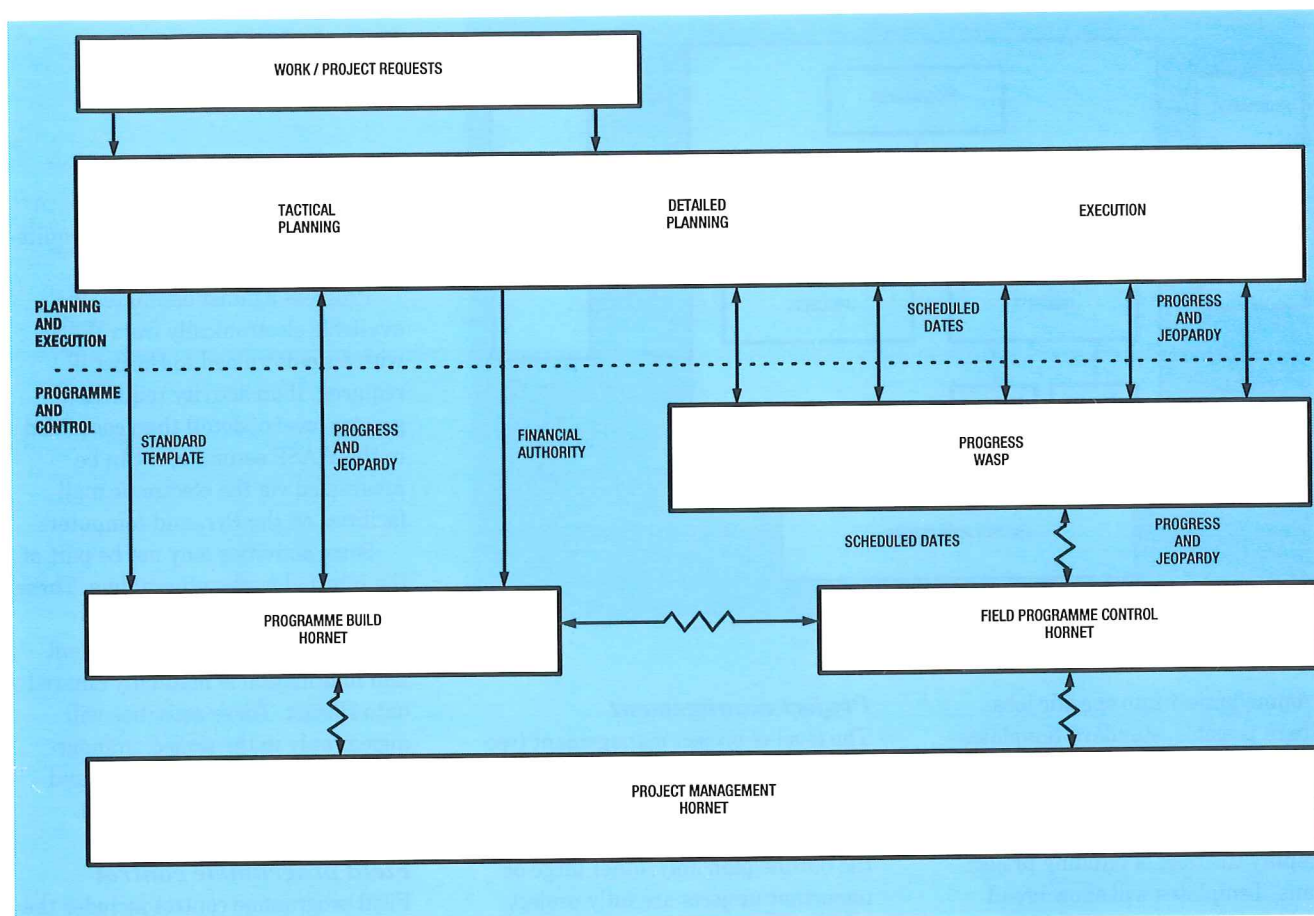 WORK / PROJECT REQUESTS
TACTICAL
PLANNING
DETAILED
PLANNING
EXECUTION
PLANNING
AND
EXECUTION
SCHEDULED
DATES
PROGRESS
AND
JEOPARDY
PROGRAMME
AND
CONTROL
STANDARD
TEMPLATE
PROGRESS
AND
JEOPARDY
FINANCIAL
AUTHORITY
PROGRESS
WASP
SCHEDULED DATES
PROGRESS
AND
JEOPARDY
PROGRAMME BUILD
HORNET
FIELD PROGRAMME CONTROL
HORNET
PROJECT MANAGEMENT
HORNET